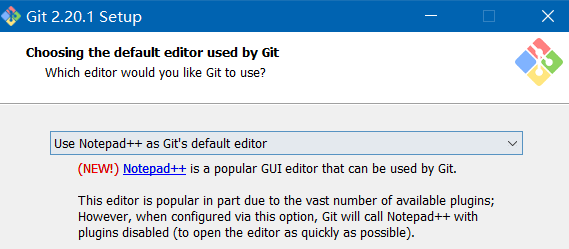 Git 2.20.1 Setup
Choosing the default editor used by Git
Which editor would you like Git to use?
Use Notepad++ as Git's default editor
(NEW!) Notepad++ is a popular GUI editor that can be used by Git.
This editor is popular in part due to the vast number of available plugins;
However, when configured via this option, Git will call Notepad++ with
plugins disabled (to open the editor as quickly as possible).